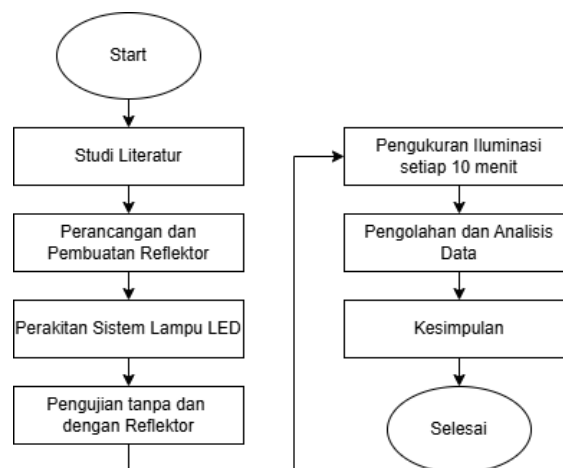 Start
Studi Literatur
Perancangan dan
Pembuatan Reflektor
Perakitan Sistem Lampu LED
Pengujian tanpa dan
dengan Reflektor
Pengukuran Iluminasi
setiap 10 menit
Pengolahan dan Analisis
Data
Kesimpulan
Selesai